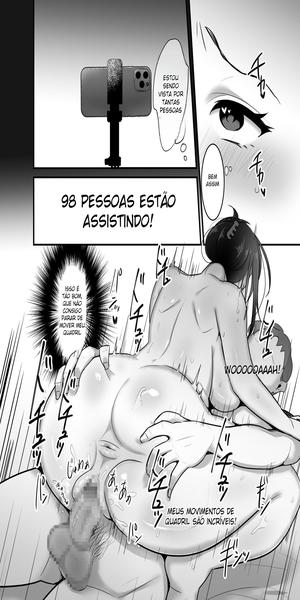 ESTOU
SENDO
VISTA POR
TANTAS
PESSOAS
BEM
ASSIM
98 PESSOAS ESTÃO
ASSISTINDO!
ISSO É
TÃO BOM,
QUE NÃO
CONSIGO
PARAR DE
MOVER MEU
QUADRIL
NOOOODAAAH!
MEUS MOVIMENTOS
DE QUADRIL SÃO INCRÍVEIS!